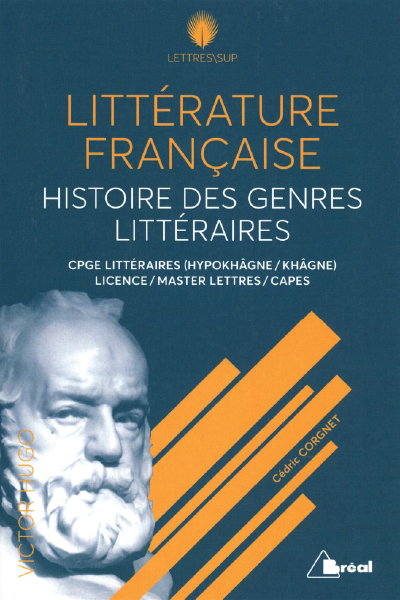 LETTRES\SUP
LITTÉRATURE
FRANÇAISE
HISTOIRE DES GENRES
LITTÉRAIRES
CPGE LITTÉRAIRES (HYPOKHÂGNE / KHÂGNE)
LICENCE / MASTER LETTRES / CAPES
VICTOR HUGO
Cédric CORGNET
Bréal